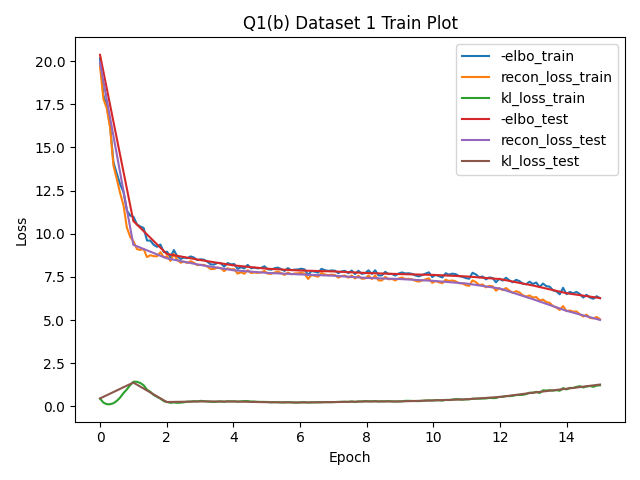 Q1(b) Dataset 1 Train Plot
-elbo_train
recon_loss_train
kl_loss_train
-elbo_test
recon_loss_test
kl_loss_test
Loss
20.0
17.5
15.0
12.5
10.0
7.5
5.0
2.5
0.0
0 2 4 6 8 10 12 14
Epoch